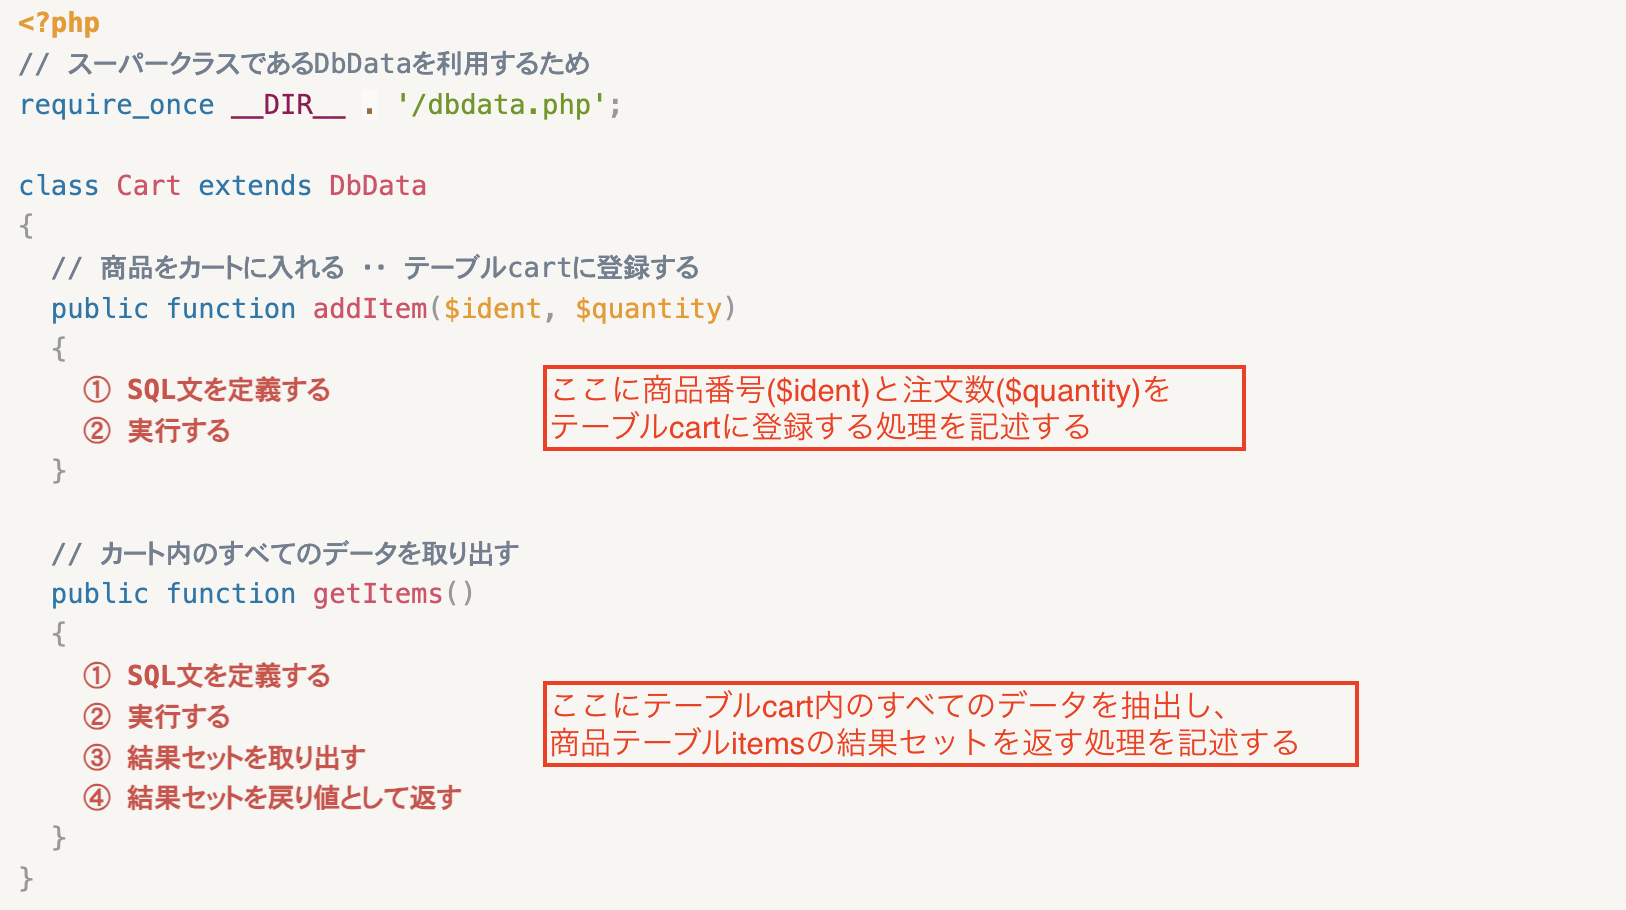 <?php
// スーパークラスであるDbDataを利用するため
require_once __DIR__ . '/dbdata.php';
class Cart extends DbData
{
// 商品をカートに入れる ‥ テーブルcartに登録する
public function addItem($ident, $quantity)
{
① SQL文を定義する
② 実行する
ここに商品番号($ident)と注文数($quantity)を
テーブルcartに登録する処理を記述する
}
// カート内のすべてのデータを取り出す
public function getItems()
{
① SQL文を定義する
② 実行する
③ 結果セットを取り出す
④ 結果セットを戻り値として返す
ここにテーブルcart内のすべてのデータを抽出し、
商品テーブルitemsの結果セットを返す処理を記述する
}
}